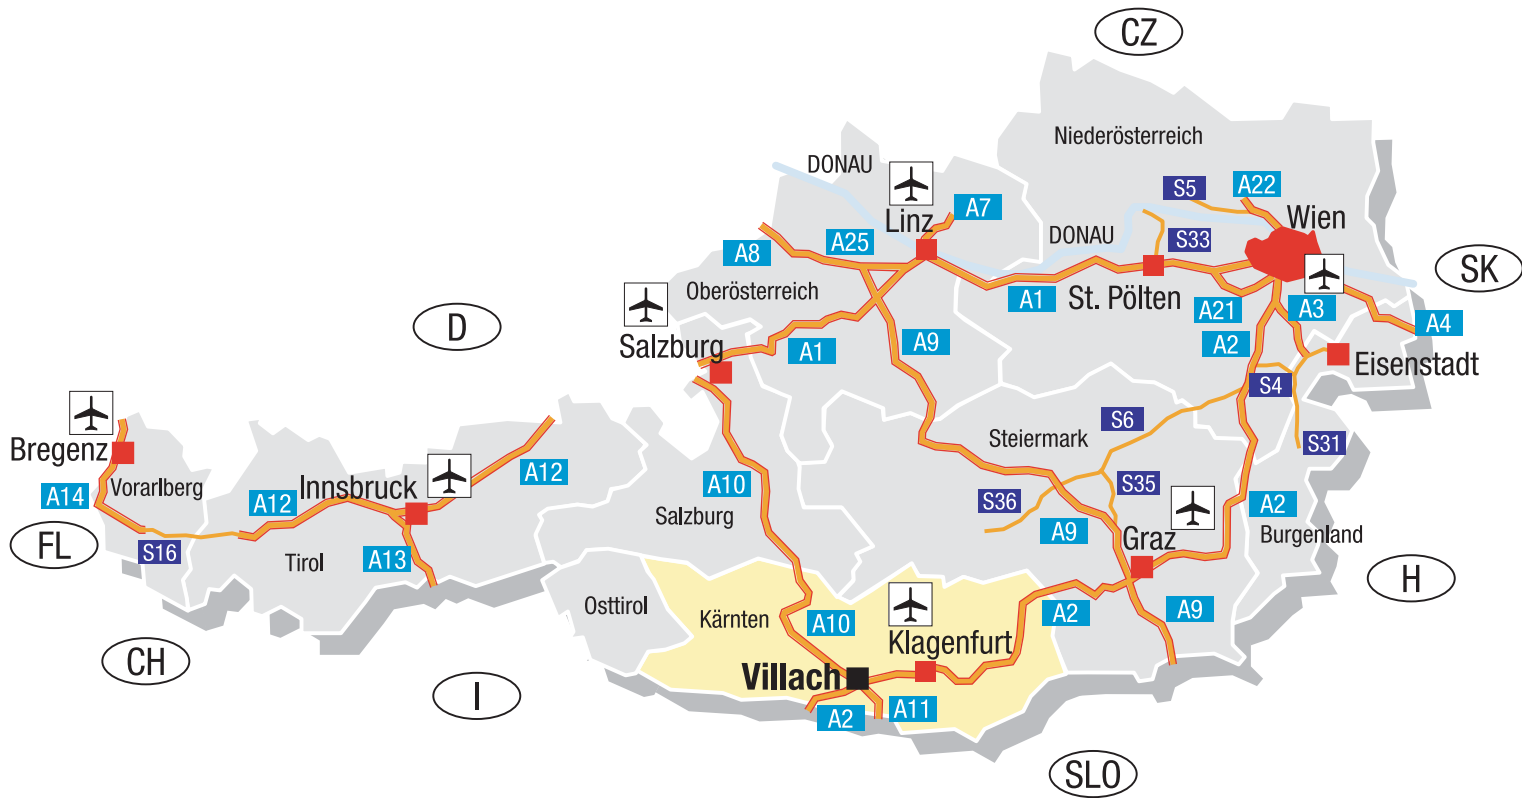 CZ
Niederösterreich
DONAU
S5
A22
Linz
A7
Wien
A8
A25
DONAU
S33
SK
Oberösterreich
A1
St. Pölten
A21
A3
A4
D
Salzburg
A1
A9
A2
Eisenstadt
S4
Bregenz
S6
Steiermark
S31
A14
Vorarlberg
A12
Innsbruck
A12
A10
Salzburg
S36
S35
A9
A2
Graz
Burgenland
FL
S16
Tirol
A13
H
Osttirol
Kärnten
A10
A2
A9
Klagenfurt
CH
Villach
I
A2
A11
SLO